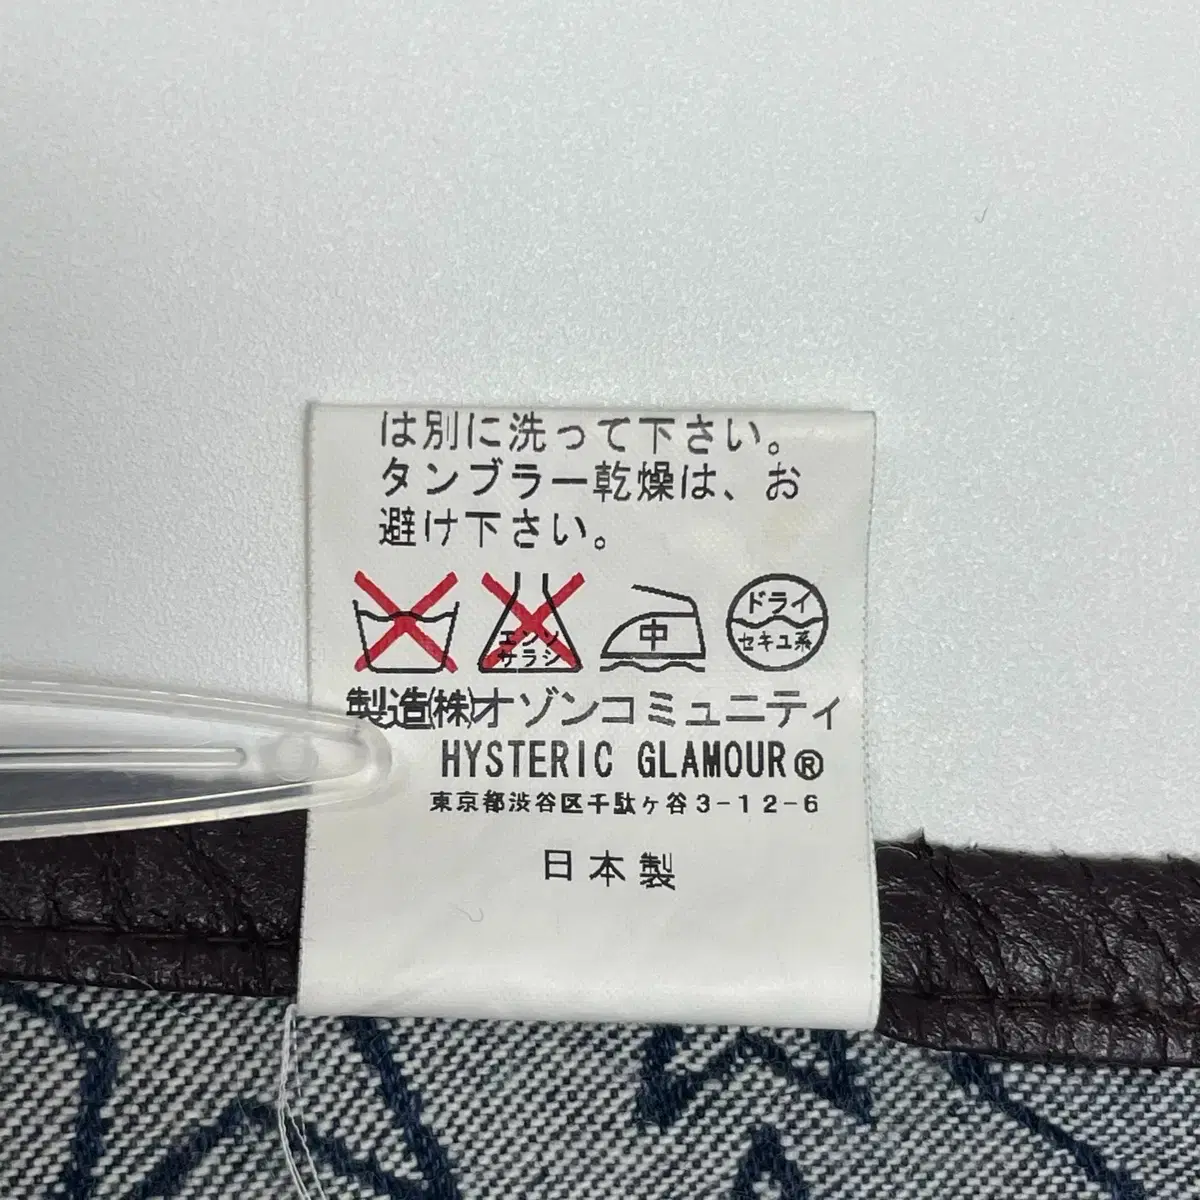 は別に洗って下さい。
タンブラー乾燥は、お
避け下さい。
エンソ
サラシ
中
ドライ
セキユ系
製造㈱オゾンコミュニティ
HYSTERIC GLAMOUR®
東京都渋谷区千駄ケ谷3-12-6
日本製